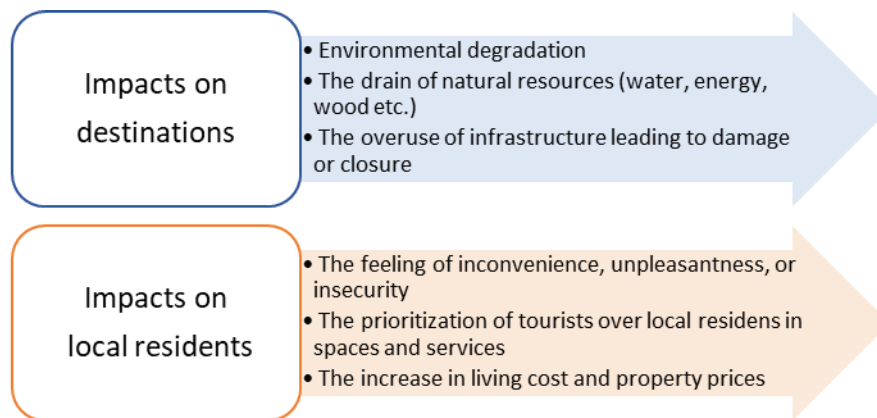 Impacts on
destinations
• Environmental degradation
• The drain of natural resources (water, energy,
wood etc.)
• The overuse of infrastructure leading to damage
or closure
Impacts on
local residents
• The feeling of inconvenience, unpleasantness, or
insecurity
• The prioritization of tourists over local residens in
spaces and services
• The increase in living cost and property prices